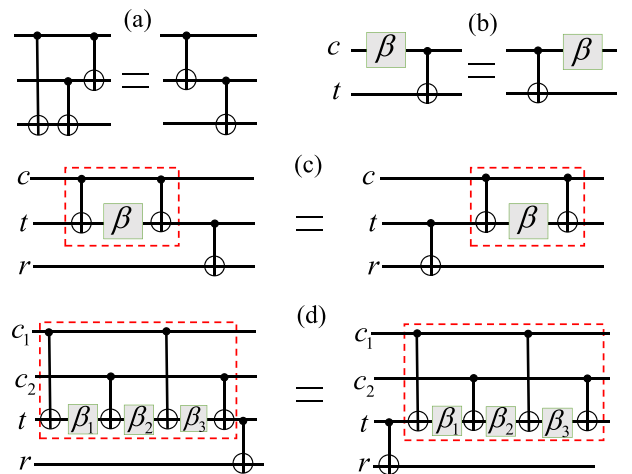 (a)
=
(b)
c β = β
t
(c)
c c
t β = t β
r r
(d)
c₁ c₁
c₂ = c₂
t β₁ β₂ β₃ t β₁ β₂ β₃
r r